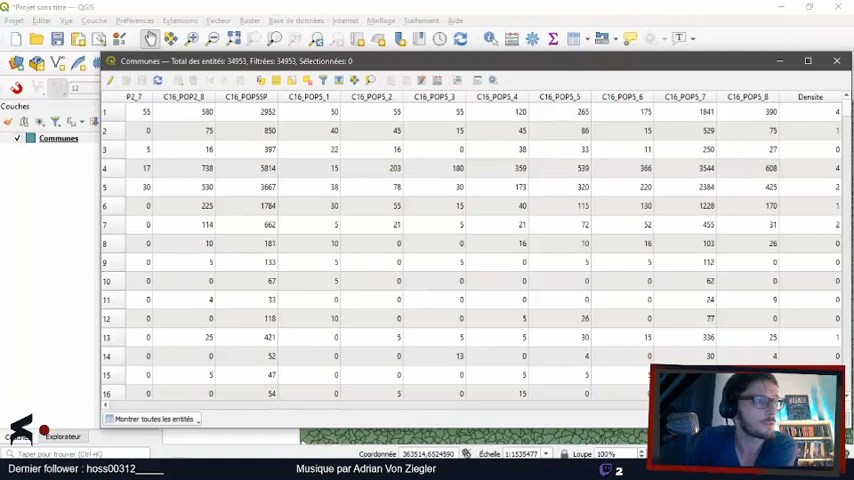 *Projet sans titre — QGIS
Projet Éditer Vue Couche Préférences Extensions Vecteur Raster Base de données Internet Maillage Traitement Aide
Communes — Total des entités: 34953, Filtrées: 34953, Sélectionnées: 0
12
Couches
Communes
P2_7 C16_POP2_8 C16_POP55P C16_POP5_1 C16_POP5_2 C16_POP5_3 C16_POP5_4 C16_POP5_5 C16_POP5_6 C16_POP5_7 C16_POP5_8 Densite
1 55 580 2952 50 55 55 120 265 175 1841 390 4
2 0 75 850 40 45 15 45 86 15 529 75 1
3 5 16 397 22 16 0 38 33 11 250 27 0
4 17 738 5814 15 203 180 359 539 366 3544 608 4
5 30 530 3667 38 78 30 173 320 220 2384 425 2
6 0 225 1784 30 55 15 40 115 130 1228 170 1
7 0 114 662 5 21 5 21 72 52 455 31 2
8 0 10 181 10 0 0 16 10 16 103 26 0
9 0 5 133 5 0 5 0 5 5 112 0 0
10 0 0 67 5 0 0 0 0 0 62 0 0
11 0 4 33 0 0 0 0 0 0 24 9 0
12 0 0 118 10 0 0 5 26 0 77 0 0
13 0 25 421 0 5 5 5 30 15 336 25 1
14 0 0 52 0 0 13 0 4 0 30 4 0
15 0 5 47 0 0 0 5 5
16 0 0 54 0 5 0 15 0
Montrer toutes les entités
Explorateur
Taper pour trouver (Ctrl+K)
Coordonnée 363514,6524590 Échelle 1:1535477 Loupe 100%
Dernier follower : hoss00312____
Musique par Adrian Von Ziegler
2